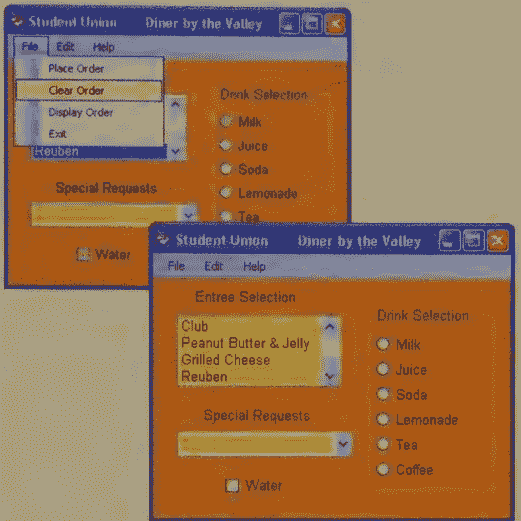 Student Union Diner by the Valley
File Edit Help
Place Order
Clear Order
Display Order
Exit
Reuben
Drink Selection
Milk
Juice
Soda
Lemonade
Tea
Special Requests
Water
Student Union Diner by the Valley
File Edit Help
Entree Selection
Club
Peanut Butter & Jelly
Grilled Cheese
Reuben
Drink Selection
Milk
Juice
Soda
Lemonade
Tea
Coffee
Special Requests
Water